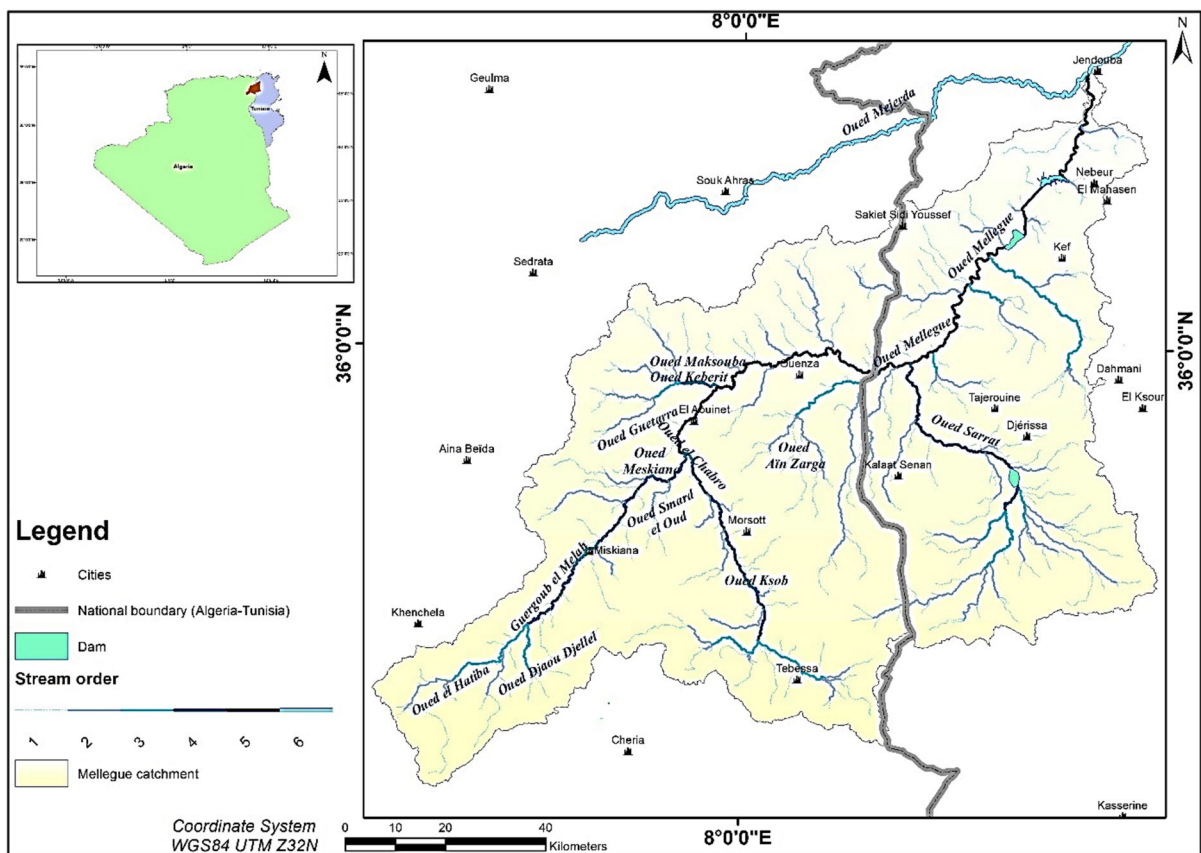 8°0'0"E
N
N
Tunisia
Algeria
Jendouba
Geulma
Oued Mejerda
Nebeur
Souk Ahras
El Mahasen
Sakiet Sidi Youssef
Oued Mellegue
Kef
Sedrata
36°0'0"N
36°0'0"N
Oued Mellegue
Oued Maksouba
Ouenza
Oued Keberit
Dahmani
Tajerouine
El Ksour
El Aouinet
Oued Guetarra
Oued Sarrat
Djérissa
Oued el Chabro
Oued
Aïn Zarga
Aina Beïda
Oued
Meskiana
Kalaat Senan
Oued Smard
el Oud
Morsott
Miskiana
Oued Ksob
Guergoub el Melah
Khenchela
Oued Djaou Djellel
Oued el Hatiba
Tebessa
Cheria
Kasserine
Legend
Cities
National boundary (Algeria-Tunisia)
Dam
Stream order
1 2 3 4 5 6
Mellegue catchment
Coordinate System
WGS84 UTM Z32N
0 10 20 40
Kilometers
8°0'0"E